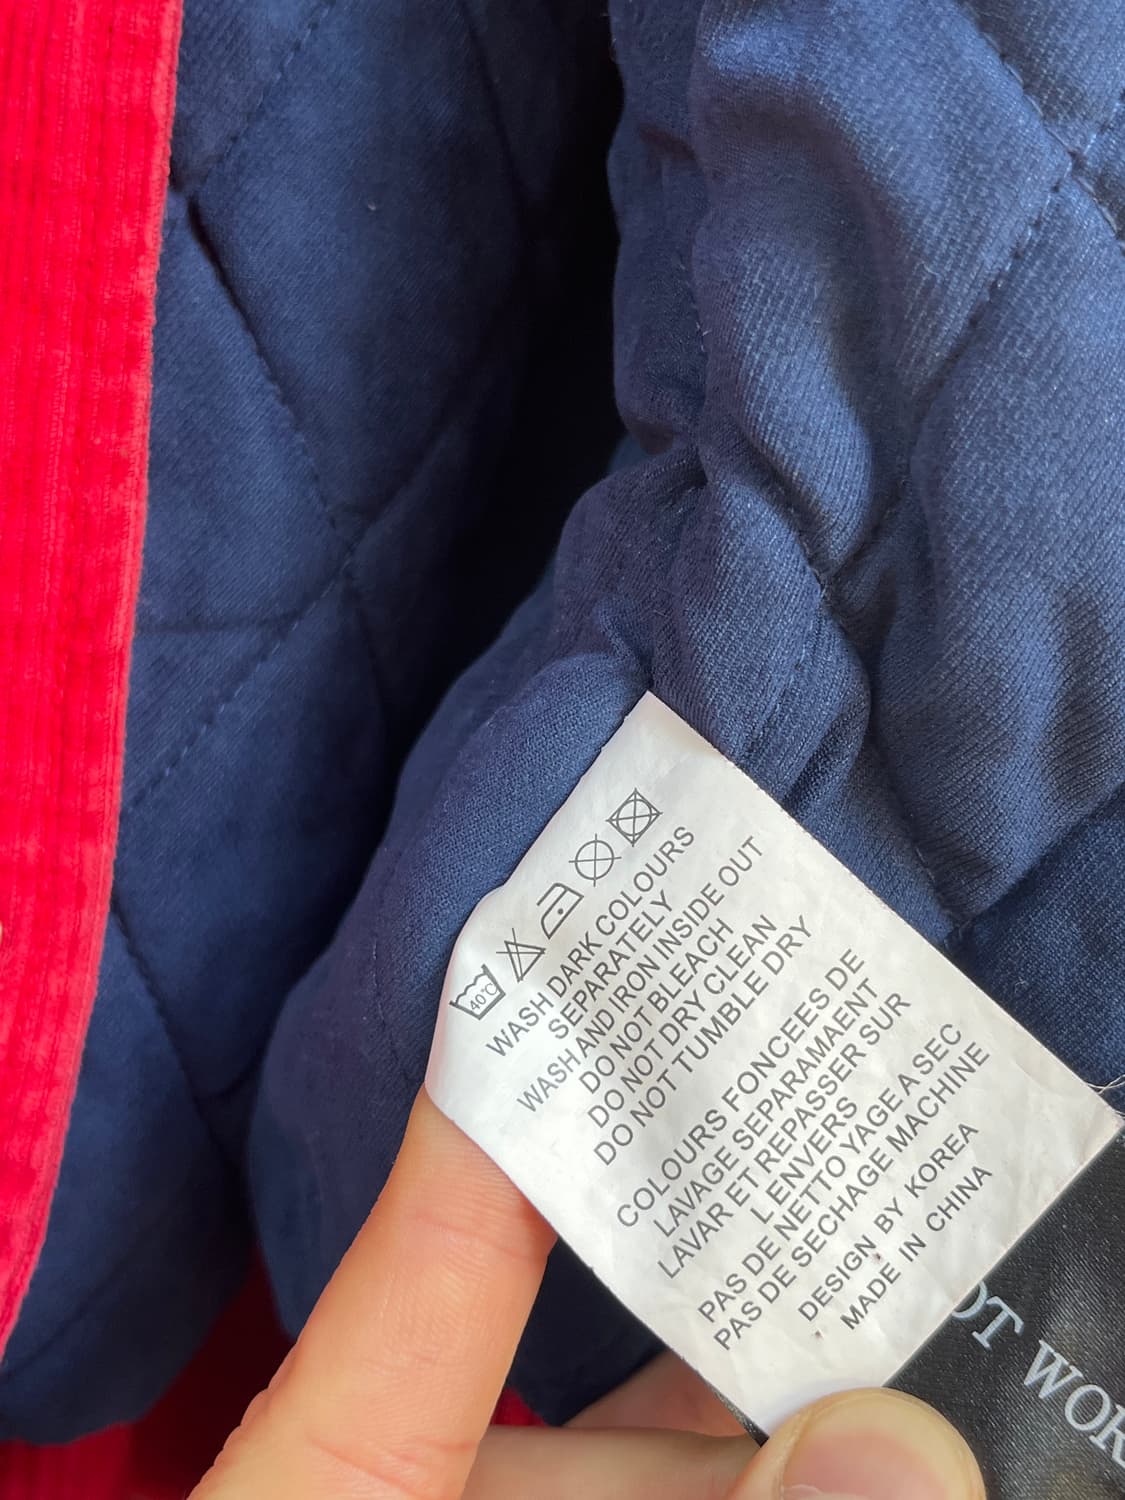 40°C
WASH DARK COLOURS
SEPARATELY
WASH AND IRON INSIDE OUT
DO NOT BLEACH
DO NOT DRY CLEAN
DO NOT TUMBLE DRY
COLOURS FONCEES DE
LAVAGE SEPARAMAENT
LAVAR ET REPASSER SUR
L ENVERS
PAS DE NETTO YAGE A SEC
PAS DE SECHAGE MACHINE
DESIGN BY KOREA
MADE IN CHINA